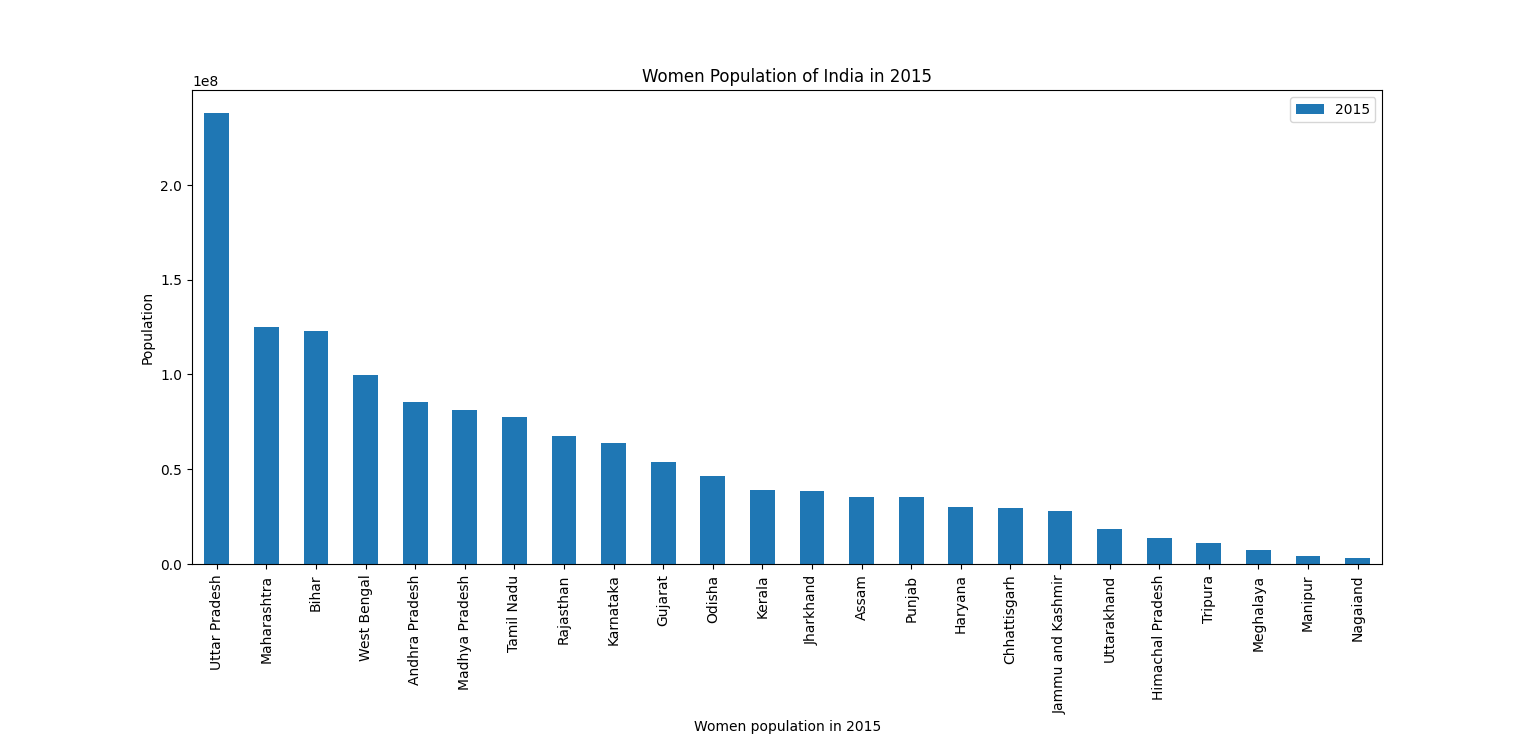 Women Population of India in 2015
1e8
2015
2.0
1.5
1.0
0.5
0.0
Population
Uttar Pradesh
Maharashtra
Bihar
West Bengal
Andhra Pradesh
Madhya Pradesh
Tamil Nadu
Rajasthan
Karnataka
Gujarat
Odisha
Kerala
Jharkhand
Assam
Punjab
Haryana
Chhattisgarh
Jammu and Kashmir
Uttarakhand
Himachal Pradesh
Tripura
Meghalaya
Manipur
Nagaiand
Women population in 2015